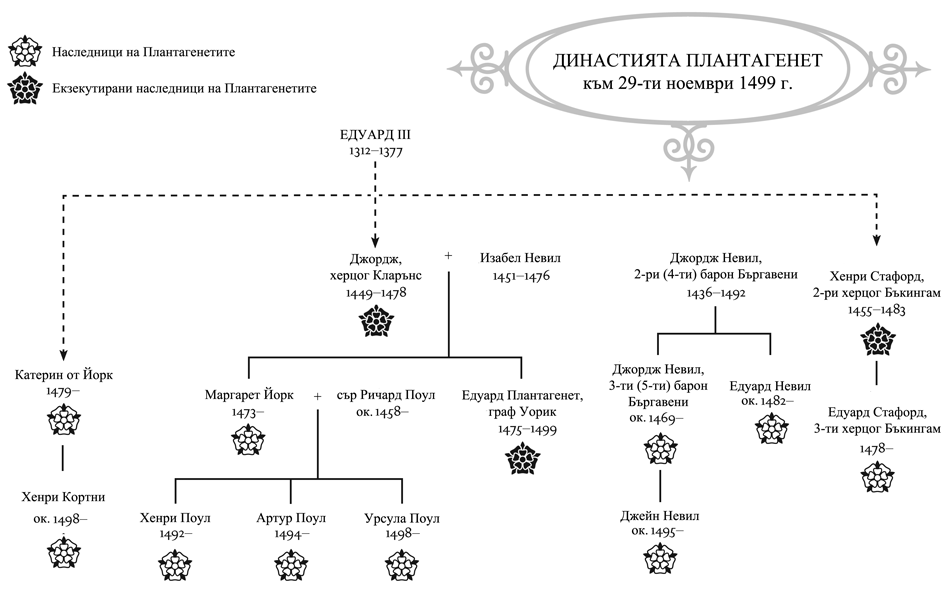 Наследници на Плантагенетите
Екзекутирани наследници на Плантагенетите
ДИНАСТИЯТА ПЛАНТАГЕНЕТ
към 29-ти ноември 1499 г.
ЕДУАРД III
1312–1377
Джордж,
херцог Кларънс
1449–1478
+
Изабел Невил
1451–1476
Джордж Невил,
2-ри (4-ти) барон Бъргавени
1436–1492
Хенри Стафорд,
2-ри херцог Бъкингам
1455–1483
Катерин от Йорк
1479–
Маргарет Йорк
1473–
+
сър Ричард Поул
ок. 1458–
Едуард Плантагенет,
граф Уорик
1475–1499
Джордж Невил,
3-ти (5-ти) барон
Бъргавени
ок. 1469–
Едуард Невил
ок. 1482–
Едуард Стафорд,
3-ти херцог Бъкингам
1478–
Хенри Кортни
ок. 1498–
Хенри Поул
1492–
Артур Поул
1494–
Урсула Поул
1498–
Джейн Невил
ок. 1495–